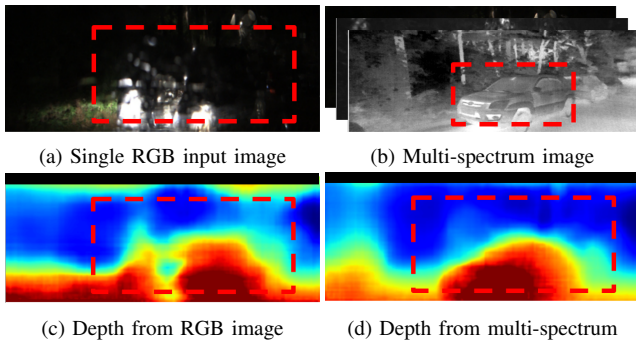 (a) Single RGB input image
(b) Multi-spectrum image
(c) Depth from RGB image
(d) Depth from multi-spectrum